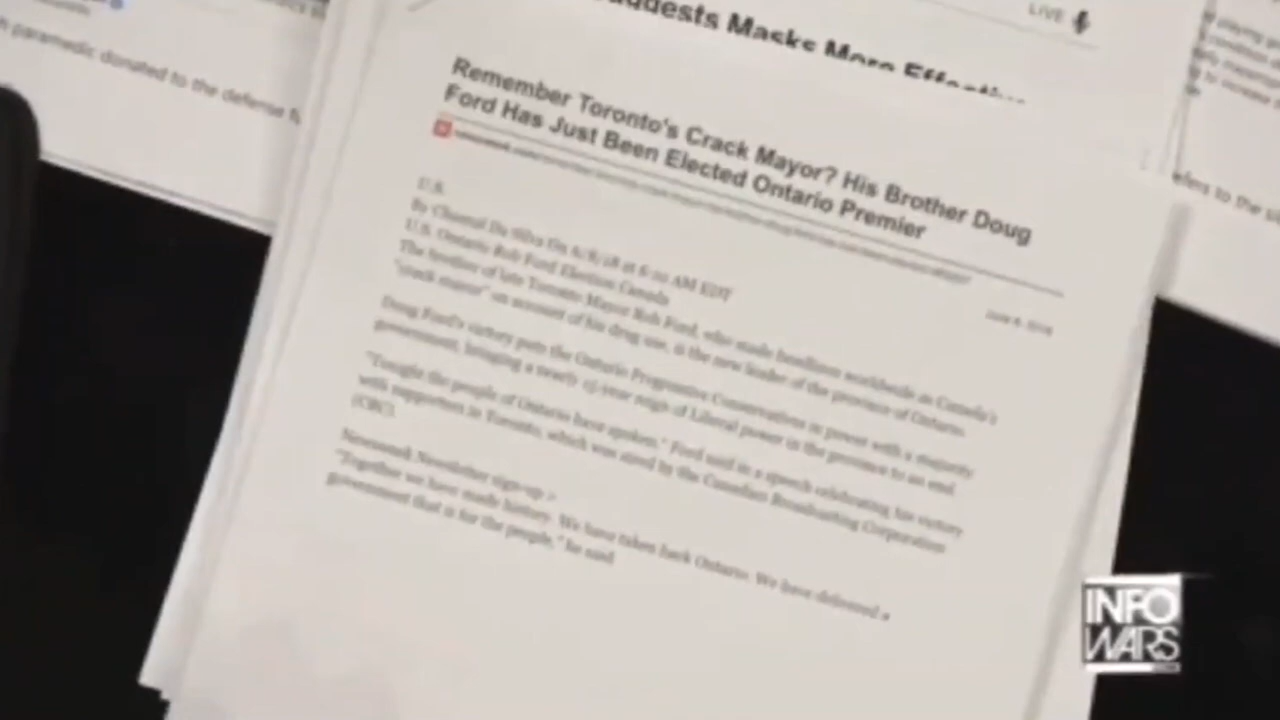 LIVE
Masks More
paramedic donated to the defense
Remember Toronto's Crack Mayor? His Brother Doug
Ford Has Just Been Elected Ontario Premier
U.S.
By Chantal Da Silva On 6/8/18 at 6:20 AM EDT
U.S. Ontario Rob Ford Election Canada
The brother of late Toronto Mayor Rob Ford, who made headlines worldwide as Canada's
"crack mayor" on account of his drug use, is the new leader of the province of Ontario.
Doug Ford's victory puts the Ontario Progressive Conservatives in power with a majority
government, bringing a nearly 15-year reign of Liberal power in the province to an end.
"Tonight the people of Ontario have spoken," Ford said in a speech celebrating his victory
with supporters in Toronto, which was aired by the Canadian Broadcasting Corporation
(CBC).
Newsweek Newsletter sign-up >
"Together we have made history. We have taken back Ontario. We have delivered a
government that is for the people," he said
to the
INFO
WARS